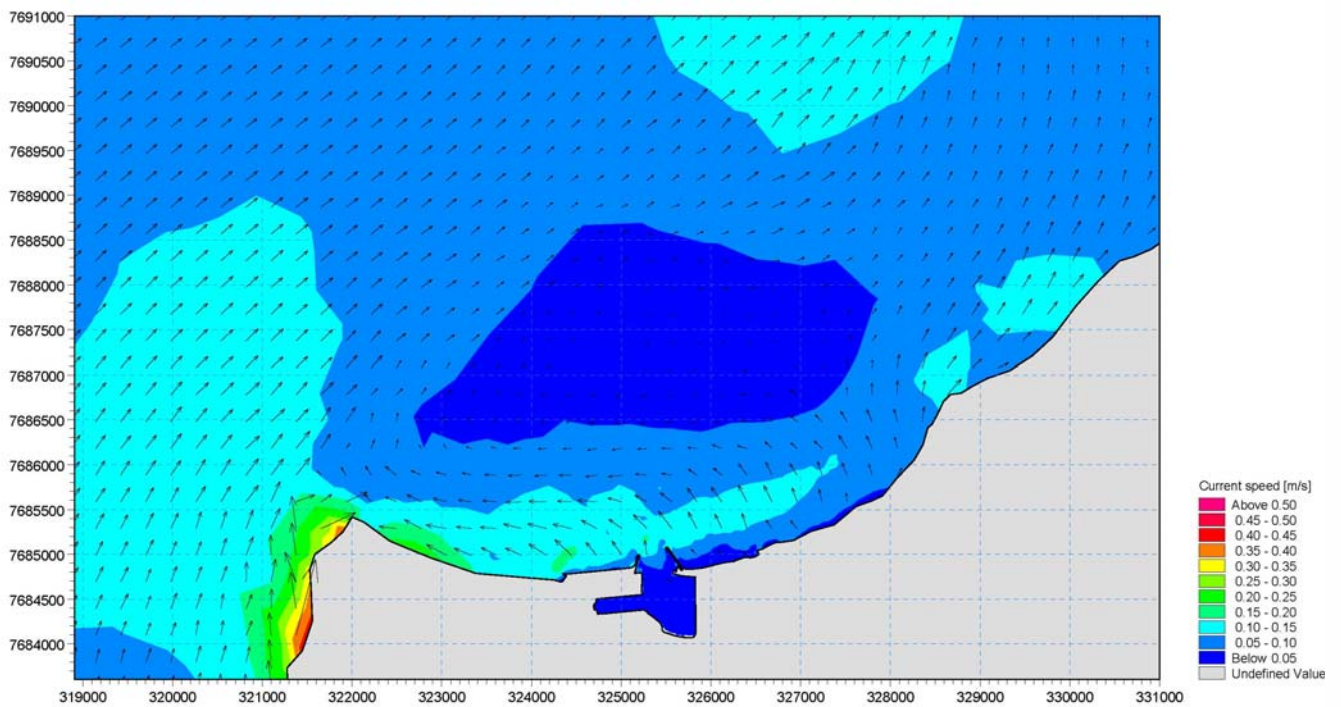 7691000
7690500
7690000
7689500
7689000
7688500
7688000
7687500
7687000
7686500
7686000
7685500
7685000
7684500
7684000
319000 320000 321000 322000 323000 324000 325000 326000 327000 328000 329000 330000 331000
Current speed [m/s]
Above 0.50
0.45 - 0.50
0.40 - 0.45
0.35 - 0.40
0.30 - 0.35
0.25 - 0.30
0.20 - 0.25
0.15 - 0.20
0.10 - 0.15
0.05 - 0.10
Below 0.05
Undefined Value